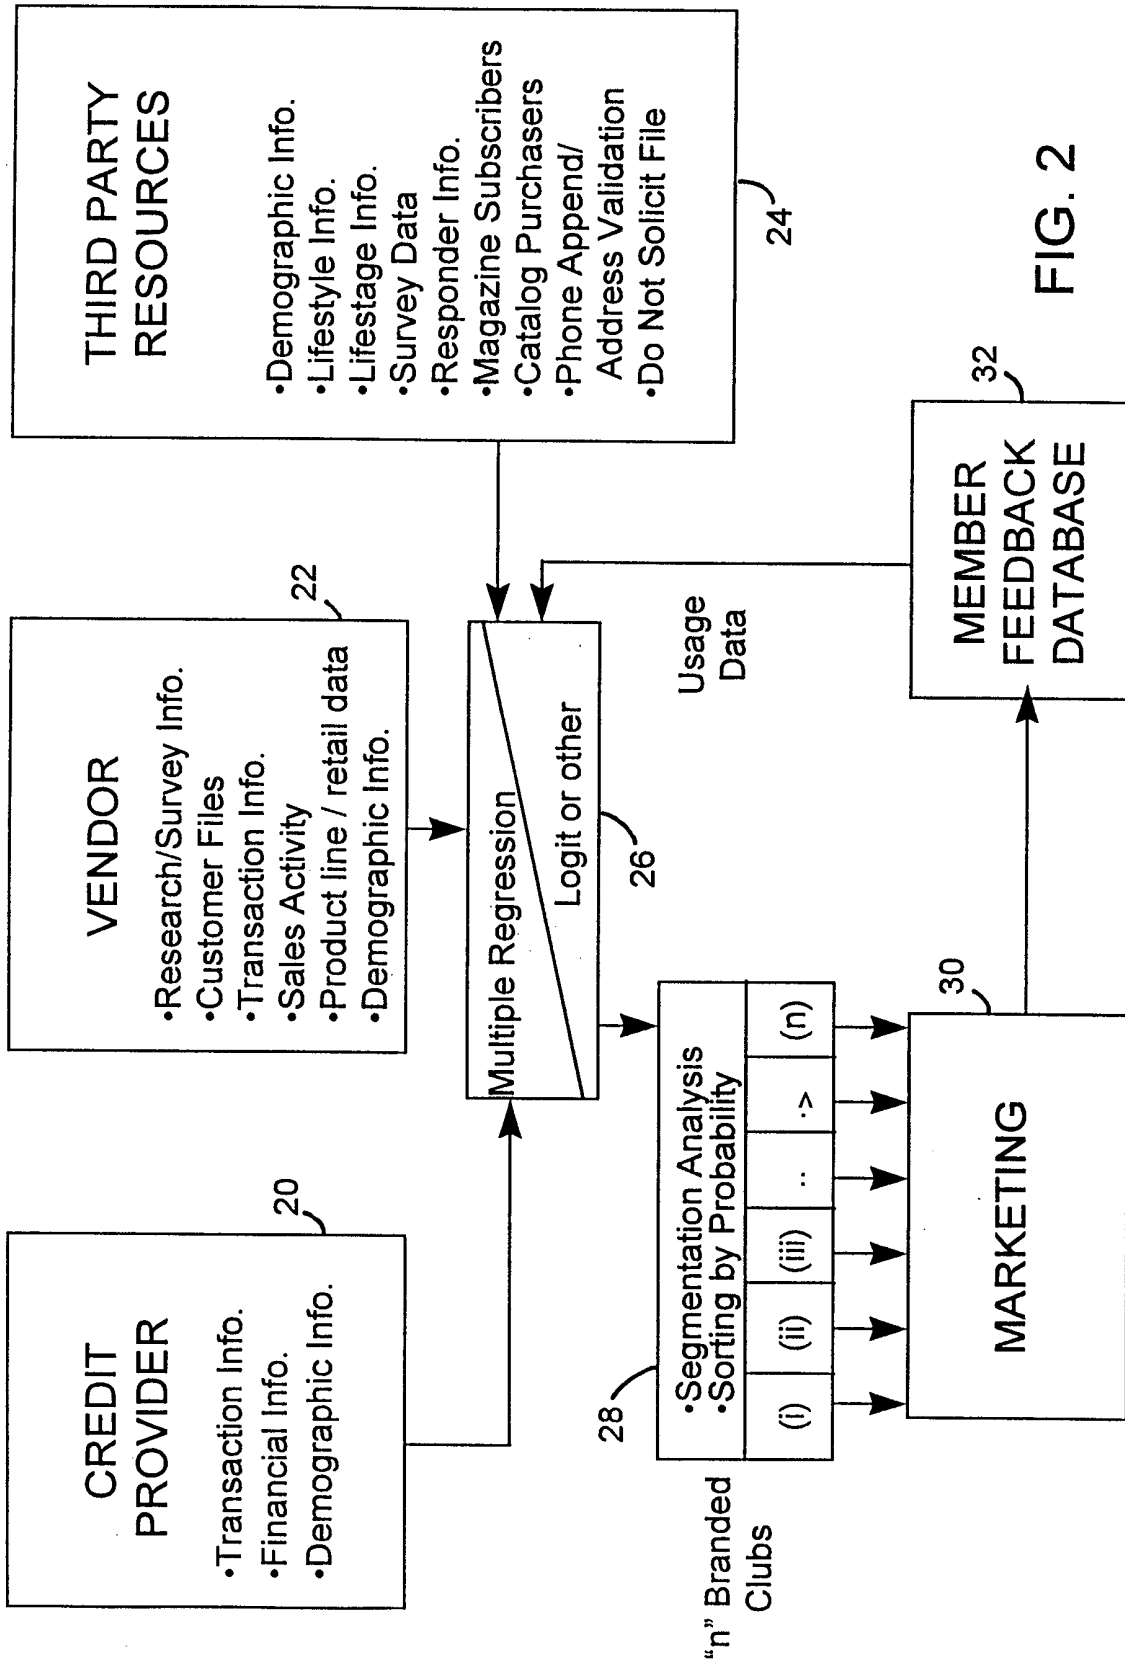 CREDIT
PROVIDER
•Transaction Info.
•Financial Info.
•Demographic Info.
20
VENDOR
•Research/Survey Info.
•Customer Files
•Transaction Info.
•Sales Activity
•Product line / retail data
•Demographic Info.
22
THIRD PARTY
RESOURCES
•Demographic Info.
•Lifestyle Info.
•Lifestage Info.
•Survey Data
•Responder Info.
•Magazine Subscribers
•Catalog Purchasers
•Phone Append/
Address Validation
•Do Not Solicit File
24
Multiple Regression
Logit or other
26
Usage
Data
28
•Segmentation Analysis
•Sorting by Probability
(i) (ii) (iii) .. .> (n)
"n" Branded
Clubs
MARKETING
30
MEMBER
FEEDBACK
DATABASE
32
FIG. 2